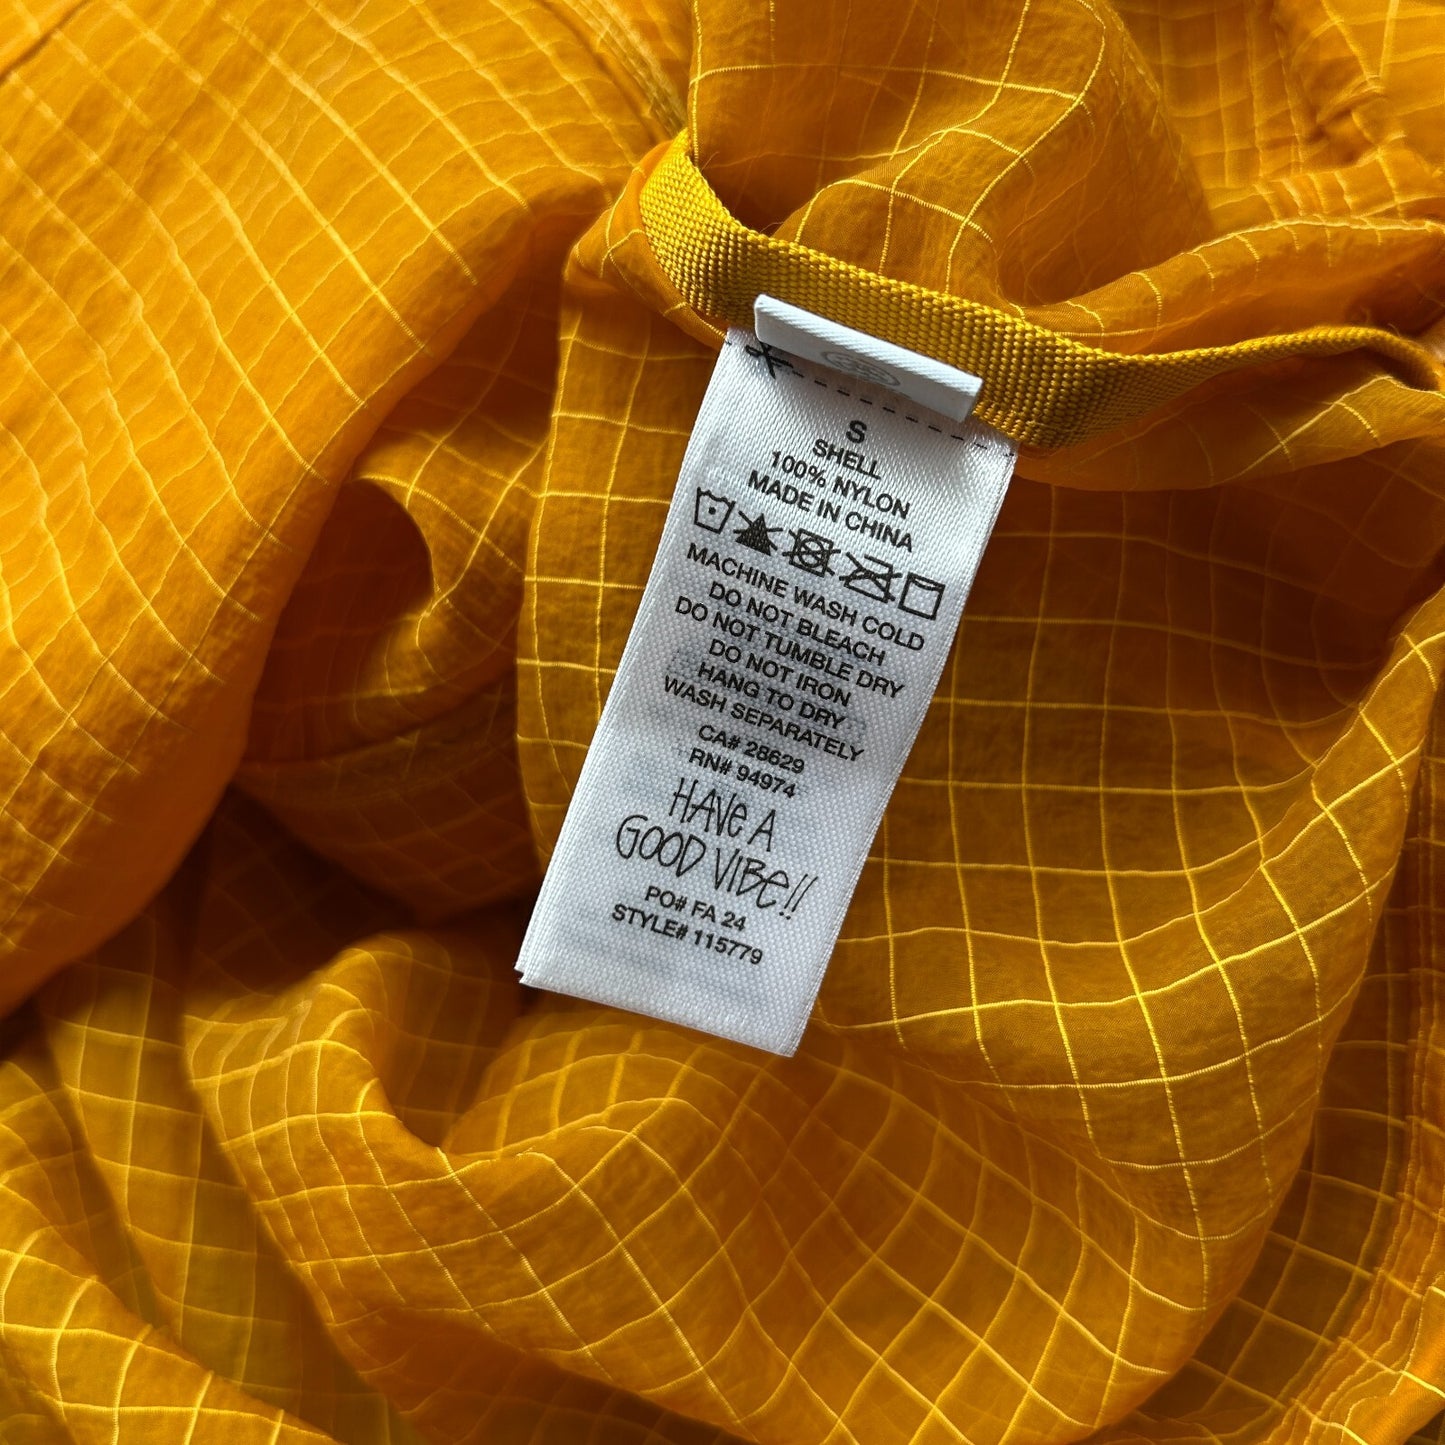 S
SHELL
100% NYLON
MADE IN CHINA
MACHINE WASH COLD
DO NOT BLEACH
DO NOT TUMBLE DRY
DO NOT IRON
HANG TO DRY
WASH SEPARATELY
CA# 28629
RN# 94974
HAVE A
GOOD VIBE!!
PO# FA 24
STYLE# 115779